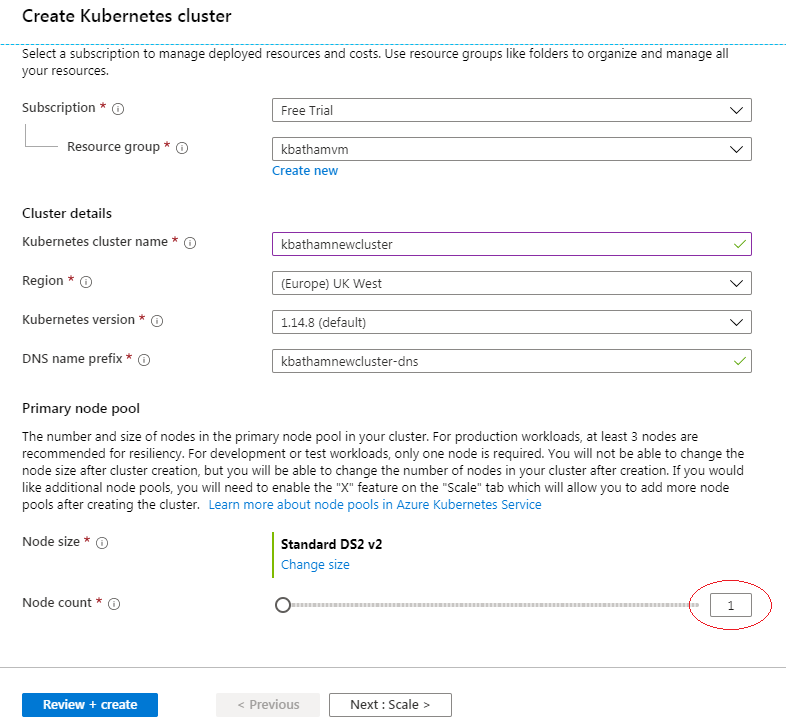 Create Kubernetes cluster
Select a subscription to manage deployed resources and costs. Use resource groups like folders to organize and manage all
your resources.
Subscription *
Free Trial
Resource group *
kbathamvm
Create new
Cluster details
Kubernetes cluster name *
kbathamnewcluster
Region *
(Europe) UK West
Kubernetes version *
1.14.8 (default)
DNS name prefix *
kbathamnewcluster-dns
Primary node pool
The number and size of nodes in the primary node pool in your cluster. For production workloads, at least 3 nodes are
recommended for resiliency. For development or test workloads, only one node is required. You will not be able to change the
node size after cluster creation, but you will be able to change the number of nodes in your cluster after creation. If you would
like additional node pools, you will need to enable the "X" feature on the "Scale" tab which will allow you to add more node
pools after creating the cluster. Learn more about node pools in Azure Kubernetes Service
Node size *
Standard DS2 v2
Change size
Node count *
1
Review + create
< Previous
Next : Scale >